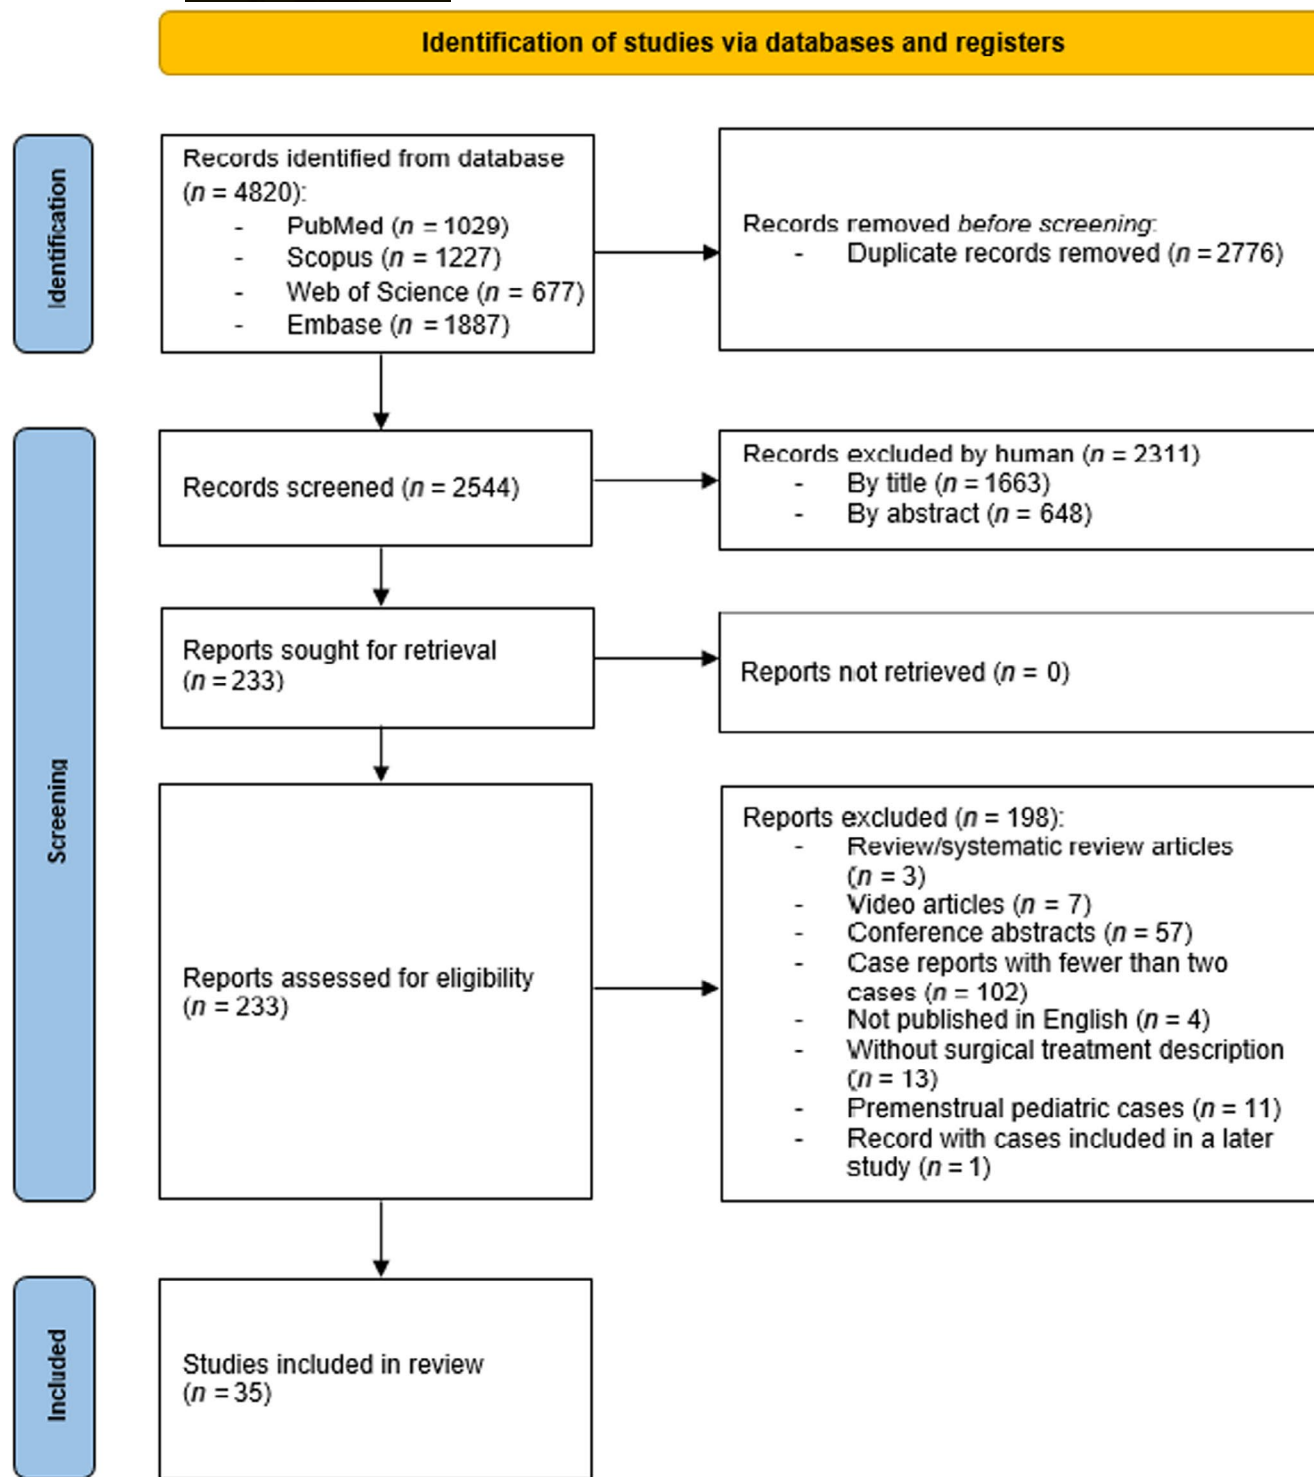 Identification of studies via databases and registers
Identification
Records identified from database
(n = 4820):
- PubMed (n = 1029)
- Scopus (n = 1227)
- Web of Science (n = 677)
- Embase (n = 1887)
Records removed before screening:
- Duplicate records removed (n = 2776)
Screening
Records screened (n = 2544)
Records excluded by human (n = 2311)
- By title (n = 1663)
- By abstract (n = 648)
Reports sought for retrieval
(n = 233)
Reports not retrieved (n = 0)
Reports assessed for eligibility
(n = 233)
Reports excluded (n = 198):
- Review/systematic review articles
(n = 3)
- Video articles (n = 7)
- Conference abstracts (n = 57)
- Case reports with fewer than two
cases (n = 102)
- Not published in English (n = 4)
- Without surgical treatment description
(n = 13)
- Premenstrual pediatric cases (n = 11)
- Record with cases included in a later
study (n = 1)
Included
Studies included in review
(n = 35)